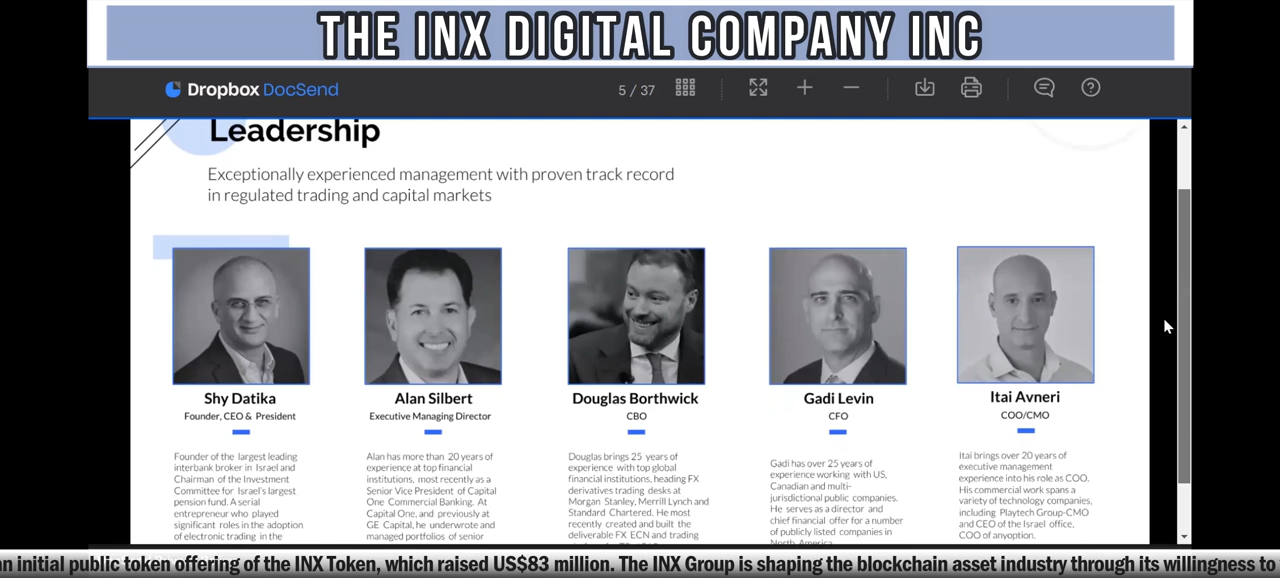 THE INX DIGITAL COMPANY INC
Dropbox DocSend
5 / 37
Leadership
Exceptionally experienced management with proven track record
in regulated trading and capital markets
Shy Datika
Founder, CEO & President
Founder of the largest leading
interbank broker in Israel and
Chairman of the Investment
Committee for Israel's largest
pension fund. A serial
entrepreneur who played
significant roles in the adoption
of electronic trading in the
Alan Silbert
Executive Managing Director
Alan has more than 20 years of
experience at top financial
institutions, most recently as a
Senior Vice President of Capital
One Commercial Banking. At
Capital One, and previously at
GE Capital, he underwrote and
managed portfolios of senior
Douglas Borthwick
CBO
Douglas brings 25 years of
experience with top global
financial institutions, heading FX
derivatives trading desks at
Morgan Stanley, Merrill Lynch and
Standard Chartered. He most
recently created and built the
deliverable FX ECN and trading
Gadi Levin
CFO
Gadi has over 25 years of
experience working with US,
Canadian and multi-
jurisdictional public companies.
He serves as a director and
chief financial offer for a number
of publicly listed companies in
North America
Itai Avneri
COO/CMO
Itai brings over 20 years of
executive management
experience into his role as COO.
His commercial work spans a
variety of technology companies,
including Playtech Group-CMO
and CEO of the Israel office,
COO of anyoption.
an initial public token offering of the INX Token, which raised US$83 million. The INX Group is shaping the blockchain asset industry through its willingness to